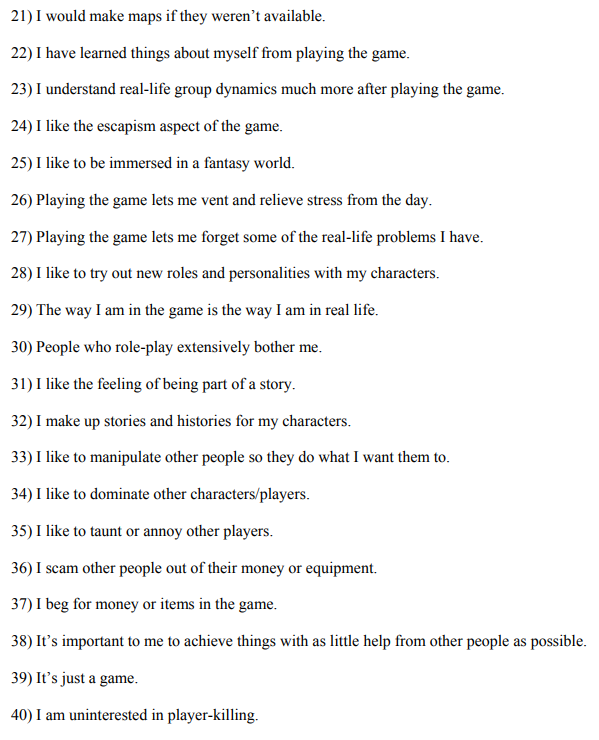 21) I would make maps if they weren’t available.
22) I have learned things about myself from playing the game.
23) I understand real-life group dynamics much more after playing the game.
24) I like the escapism aspect of the game.
25) I like to be immersed in a fantasy world.
26) Playing the game lets me vent and relieve stress from the day.
27) Playing the game lets me forget some of the real-life problems I have.
28) I like to try out new roles and personalities with my characters.
29) The way I am in the game is the way I am in real life.
30) People who role-play extensively bother me.
31) I like the feeling of being part of a story.
32) I make up stories and histories for my characters.
33) I like to manipulate other people so they do what I want them to.
34) I like to dominate other characters/players.
35) I like to taunt or annoy other players.
36) I scam other people out of their money or equipment.
37) I beg for money or items in the game.
38) It’s important to me to achieve things with as little help from other people as possible.
39) It’s just a game.
40) I am uninterested in player-killing.